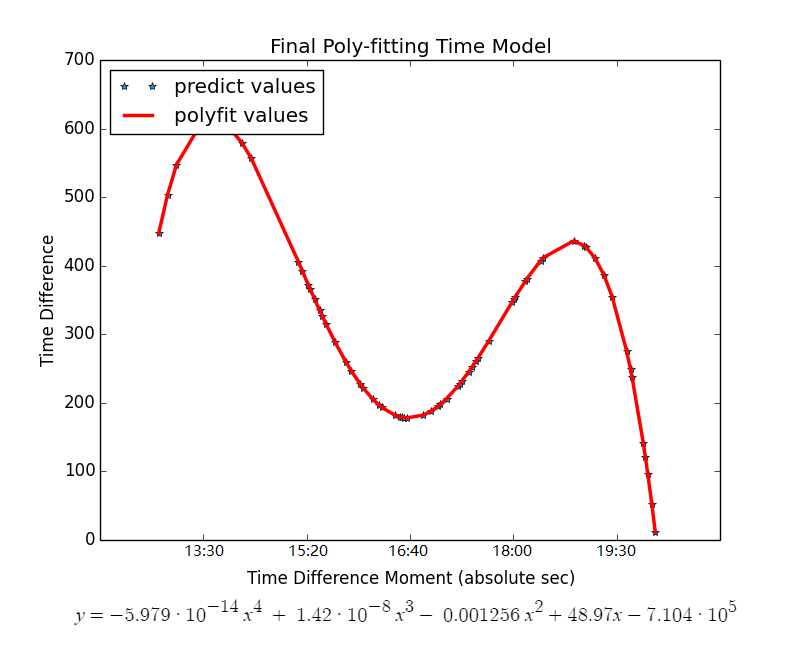 Final Poly-fitting Time Model
700
600
500
400
300
200
100
0
predict values
polyfit values
Time Difference
13:30 15:20 16:40 18:00 19:30
Time Difference Moment (absolute sec)
y = −5.979 · 10^−14 x^4 + 1.42 · 10^−8 x^3 − 0.001256 x^2 + 48.97x − 7.104 · 10^5